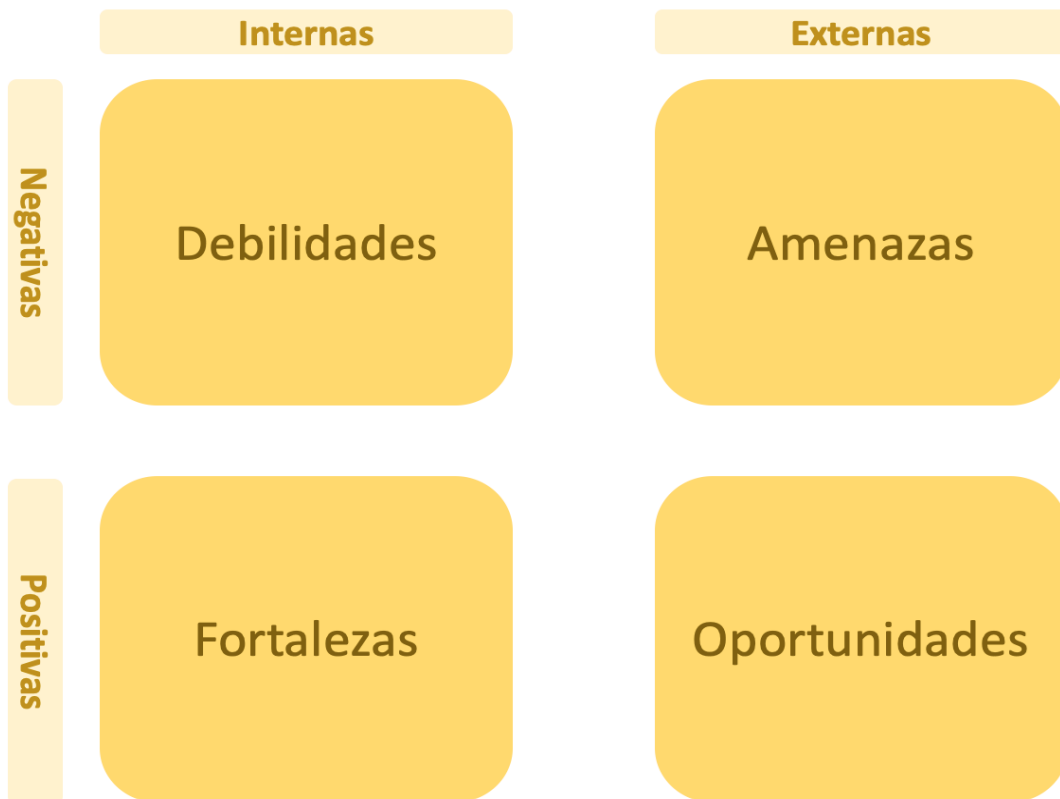 Internas
Externas
Negativas
Debilidades
Amenazas
Positivas
Fortalezas
Oportunidades